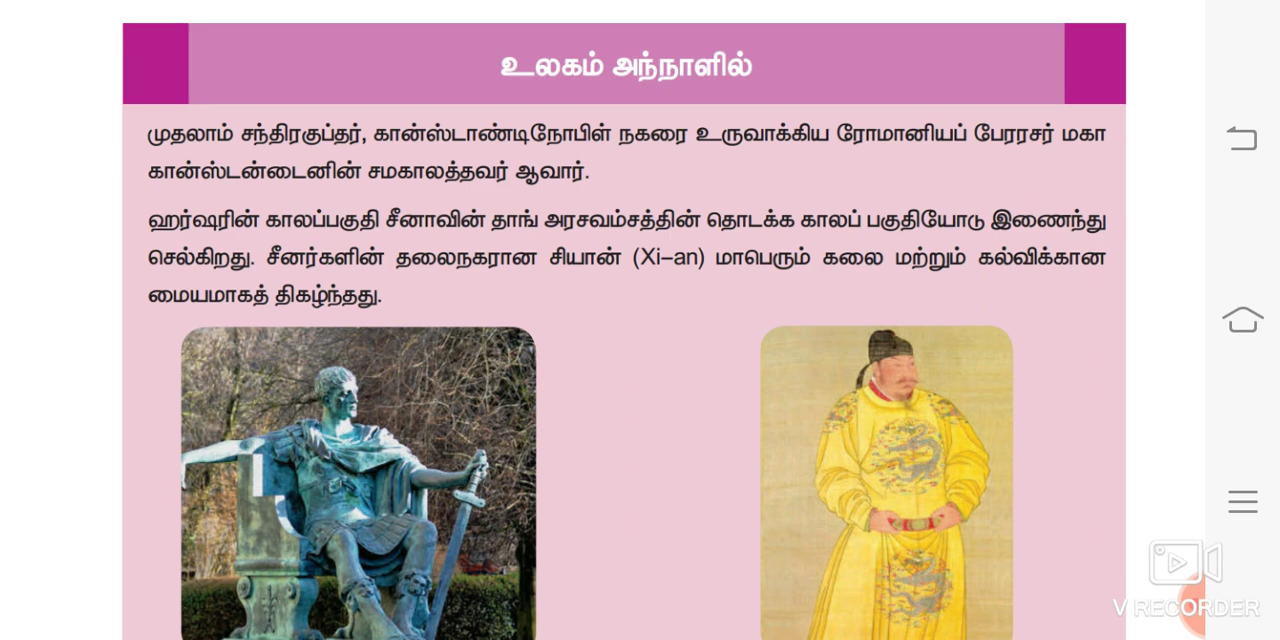 உலகம் அந்நாளில்
முதலாம் சந்திரகுப்தர், கான்ஸ்டாண்டிநோபிள் நகரை உருவாக்கிய ரோமானியப் பேரரசர் மகா
கான்ஸ்டன்டைனின் சமகாலத்தவர் ஆவார்.
ஹர்ஷரின் காலப்பகுதி சீனாவின் தாங் அரசவம்சத்தின் தொடக்க காலப் பகுதியோடு இணைந்து
செல்கிறது. சீனர்களின் தலைநகரான சியான் (Xi–an) மாபெரும் கலை மற்றும் கல்விக்கான
மையமாகத் திகழ்ந்தது.
V RECORDER